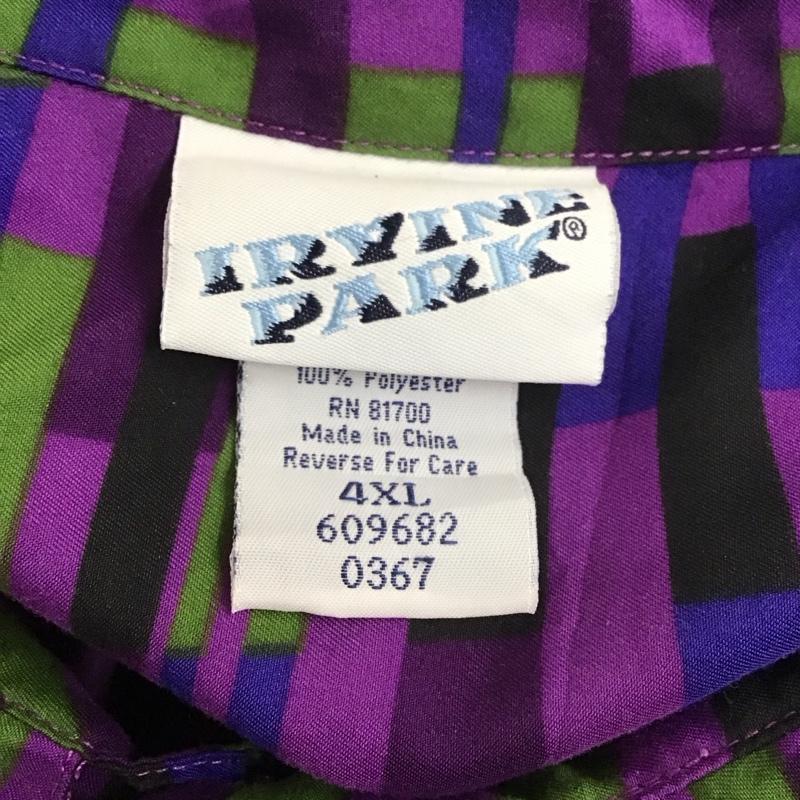 IRVINE
PARK®
100% Polyester
RN 81700
Made in China
Reverse For Care
4XL
609682
0367